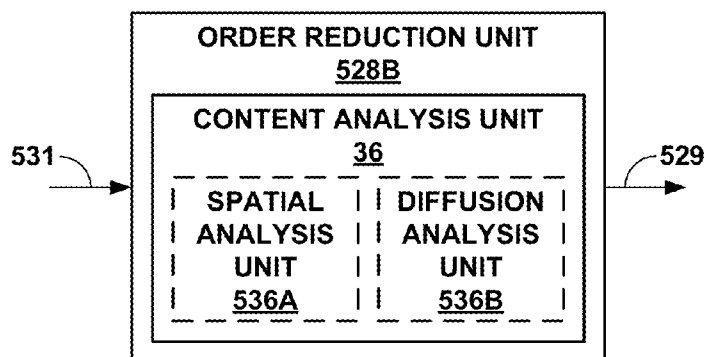 ORDER REDUCTION UNIT
528B
CONTENT ANALYSIS UNIT
36
531
529
SPATIAL
ANALYSIS
UNIT
536A
DIFFUSION
ANALYSIS
UNIT
536B